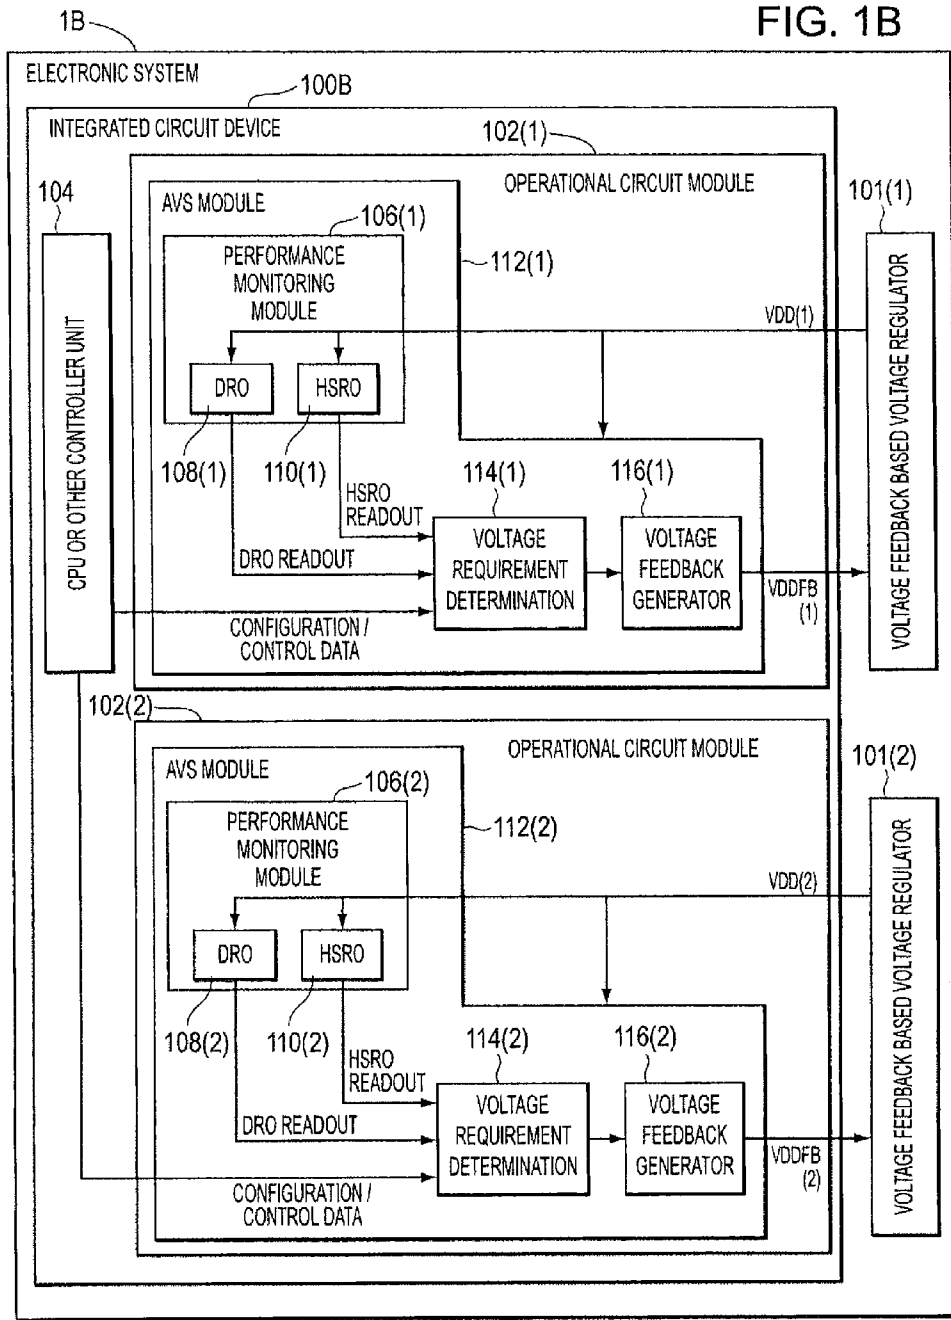 FIG. 1B
1B
ELECTRONIC SYSTEM
100B
INTEGRATED CIRCUIT DEVICE
102(1)
OPERATIONAL CIRCUIT MODULE
104
CPU OR OTHER CONTROLLER UNIT
AVS MODULE
106(1)
PERFORMANCE
MONITORING
MODULE
112(1)
101(1)
VOLTAGE FEEDBACK BASED VOLTAGE REGULATOR
VDD(1)
DRO
HSRO
108(1)
110(1)
HSRO
READOUT
DRO READOUT
114(1)
VOLTAGE
REQUIREMENT
DETERMINATION
116(1)
VOLTAGE
FEEDBACK
GENERATOR
VDDFB
(1)
CONFIGURATION /
CONTROL DATA
102(2)
OPERATIONAL CIRCUIT MODULE
AVS MODULE
106(2)
PERFORMANCE
MONITORING
MODULE
112(2)
101(2)
VOLTAGE FEEDBACK BASED VOLTAGE REGULATOR
VDD(2)
DRO
HSRO
108(2)
110(2)
HSRO
READOUT
DRO READOUT
114(2)
VOLTAGE
REQUIREMENT
DETERMINATION
116(2)
VOLTAGE
FEEDBACK
GENERATOR
VDDFB
(2)
CONFIGURATION /
CONTROL DATA